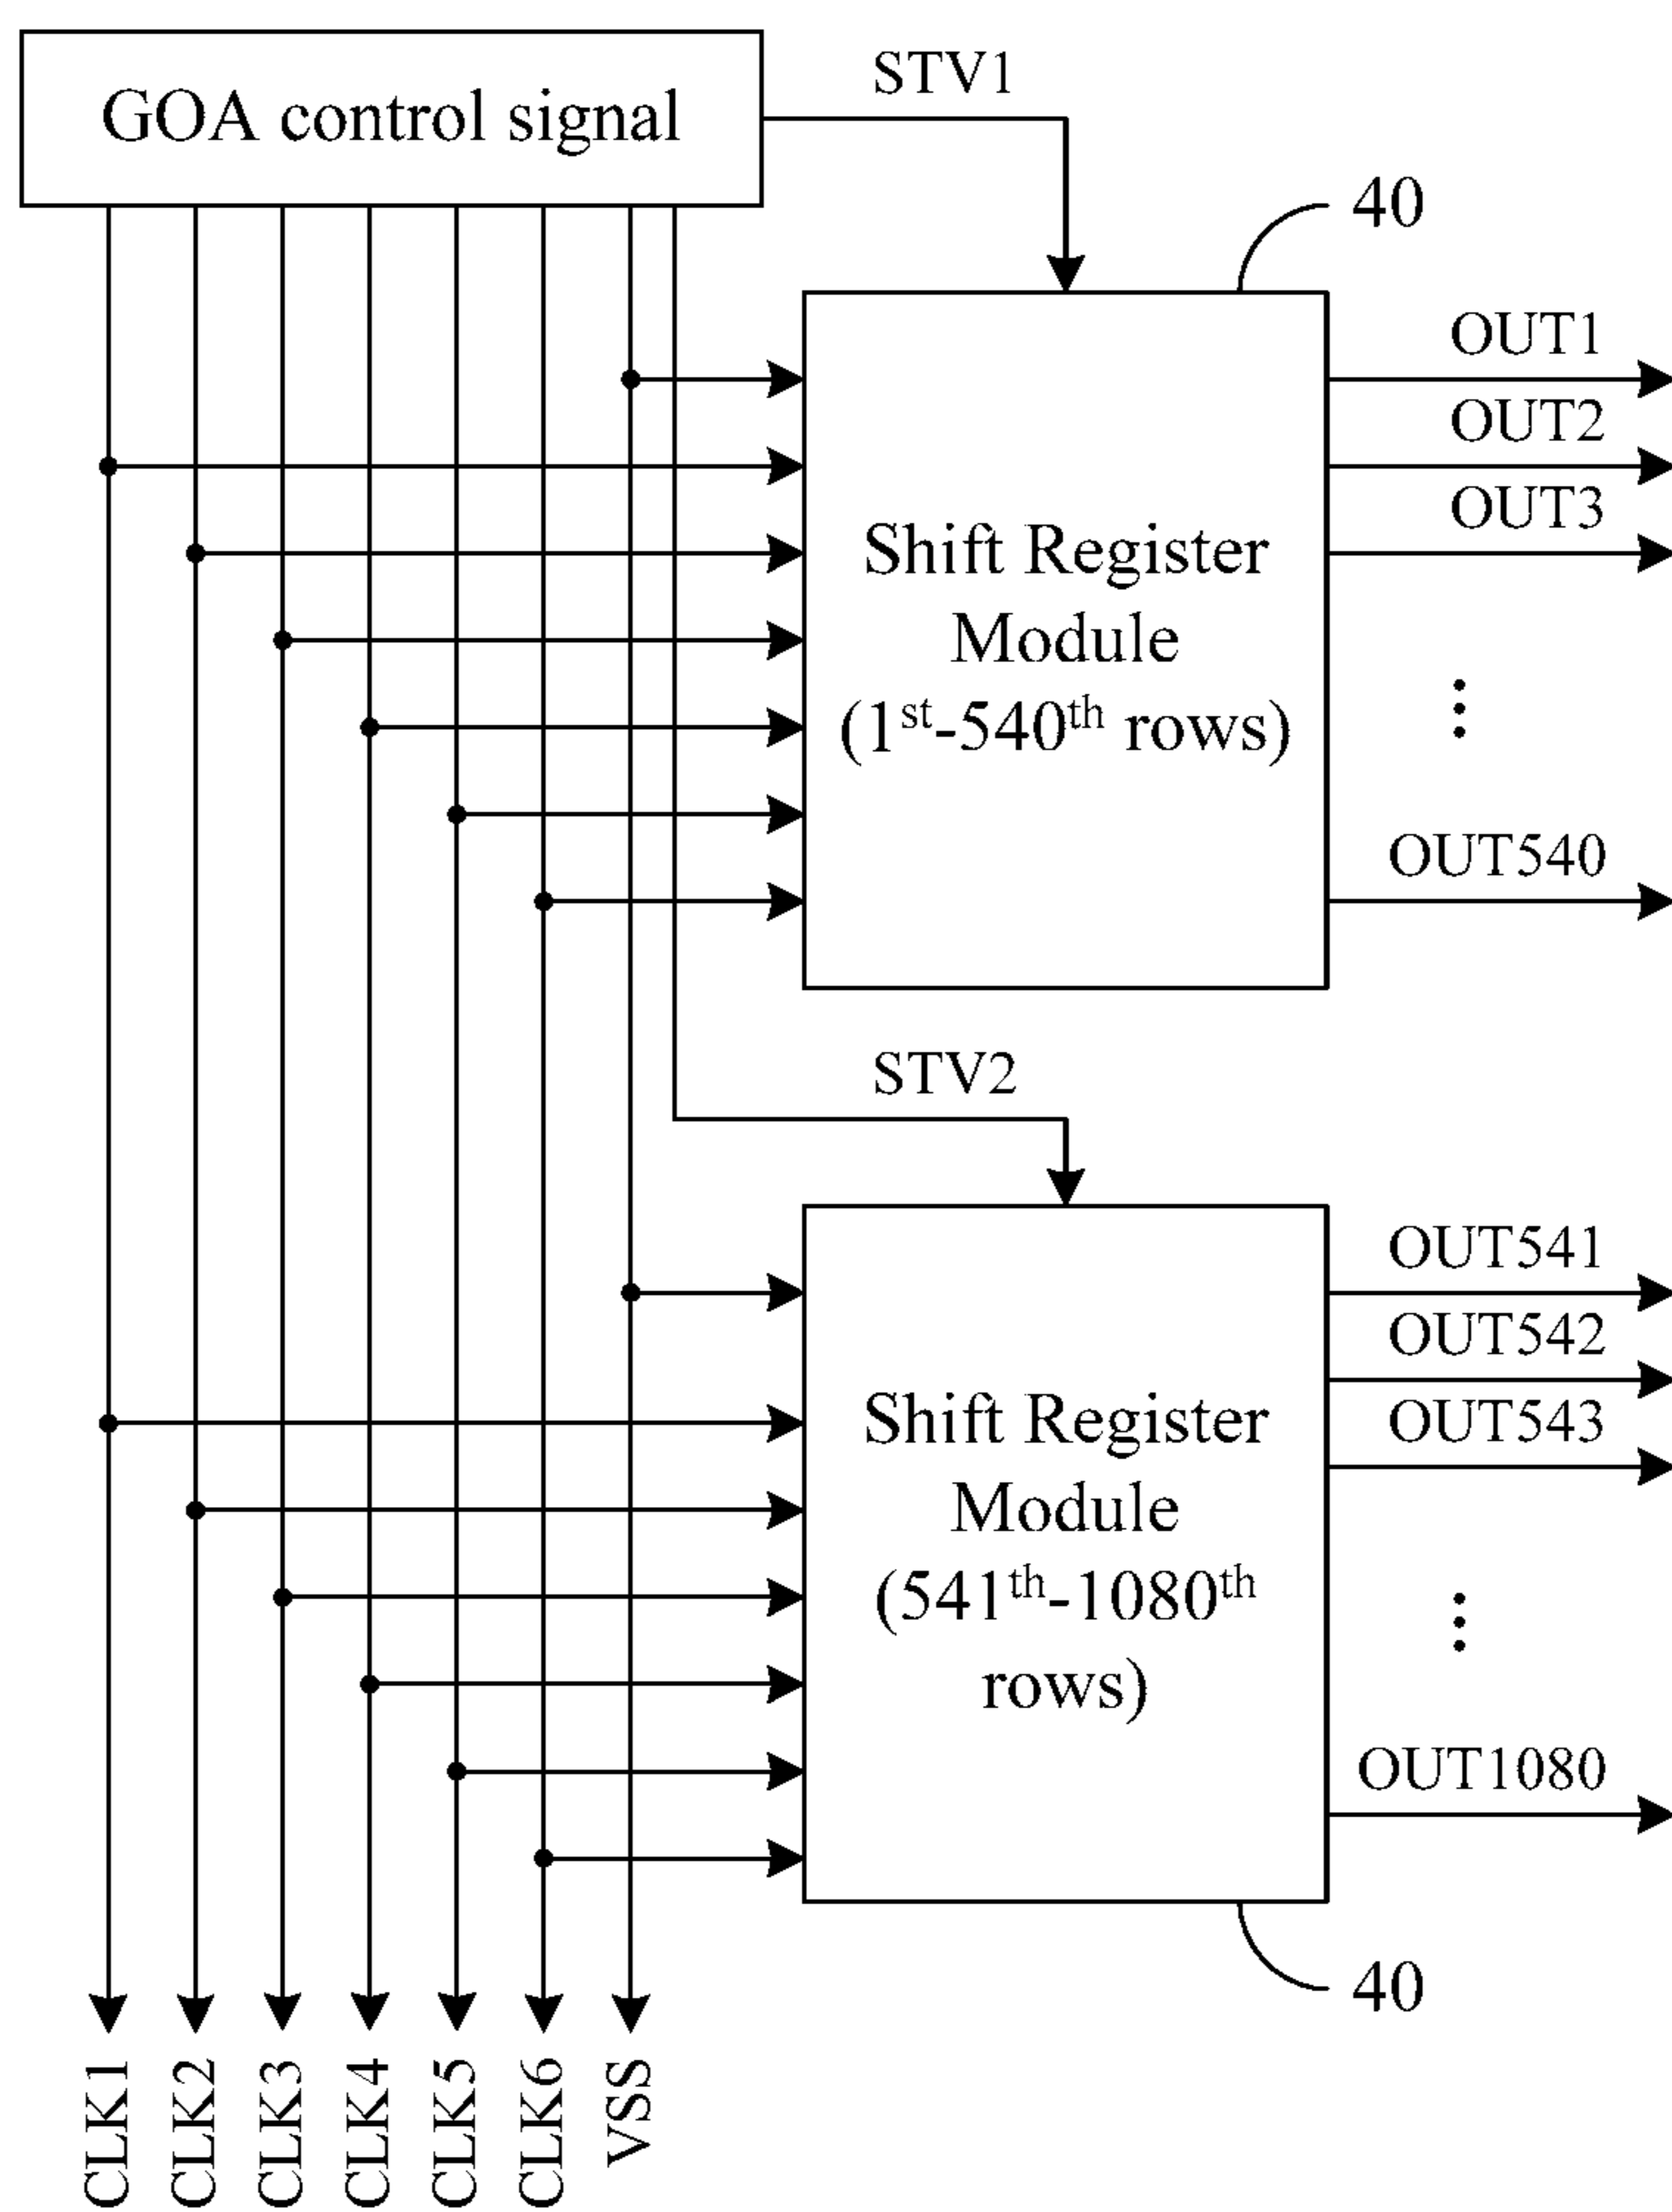 GOA control signal
STV1
40
OUT1
OUT2
OUT3
Shift Register
Module
(1st-540th rows)
OUT540
STV2
OUT541
OUT542
OUT543
Shift Register
Module
(541th-1080th
rows)
OUT1080
40
CLK1
CLK2
CLK3
CLK4
CLK5
CLK6
VSS